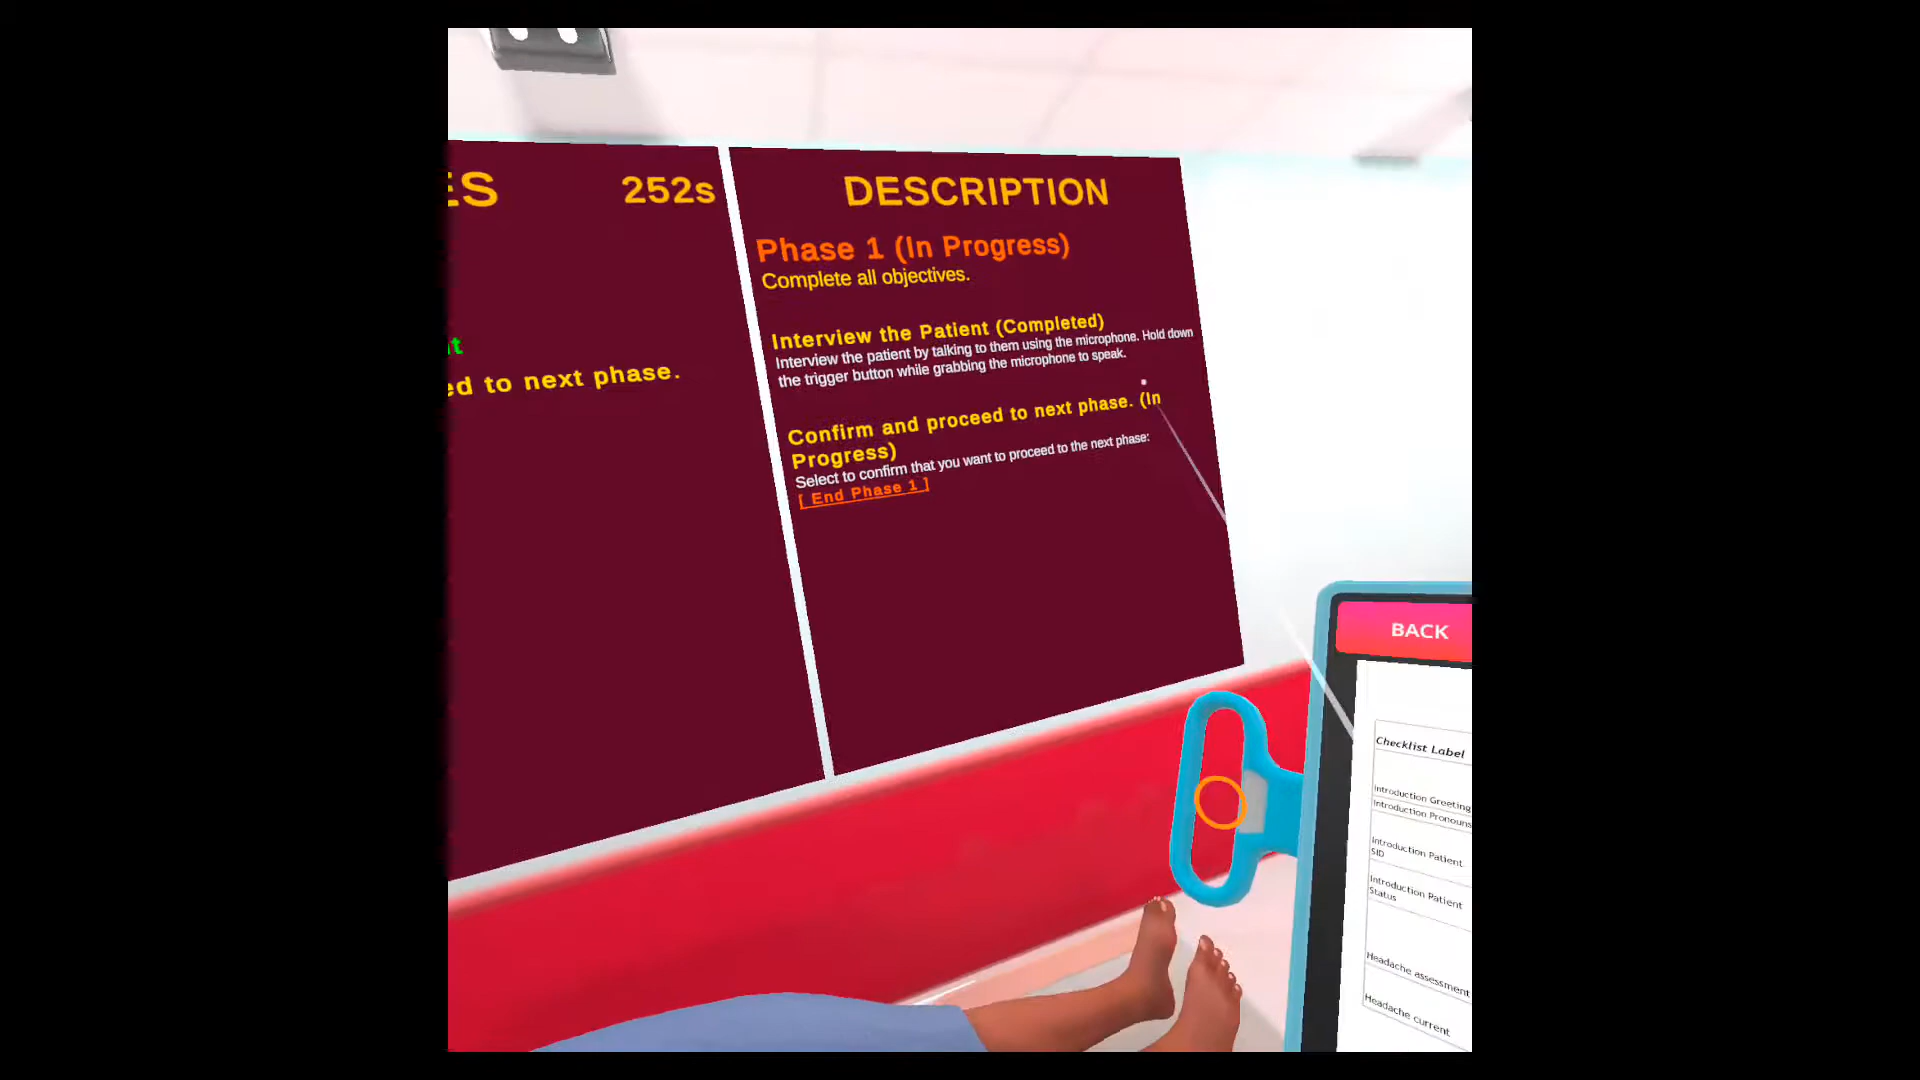 ES 252s
t
ed to next phase.
DESCRIPTION
Phase 1 (In Progress)
Complete all objectives.
Interview the Patient (Completed)
Interview the patient by talking to them using the microphone. Hold down
the trigger button while grabbing the microphone to speak.
Confirm and proceed to next phase. (In
Progress)
Select to confirm that you want to proceed to the next phase:
[ End Phase 1 ]
BACK
Checklist Label
Introduction Greeting
Introduction Pronouns
Introduction Patient
SID
Introduction Patient
Status
Headache assessment
Headache current